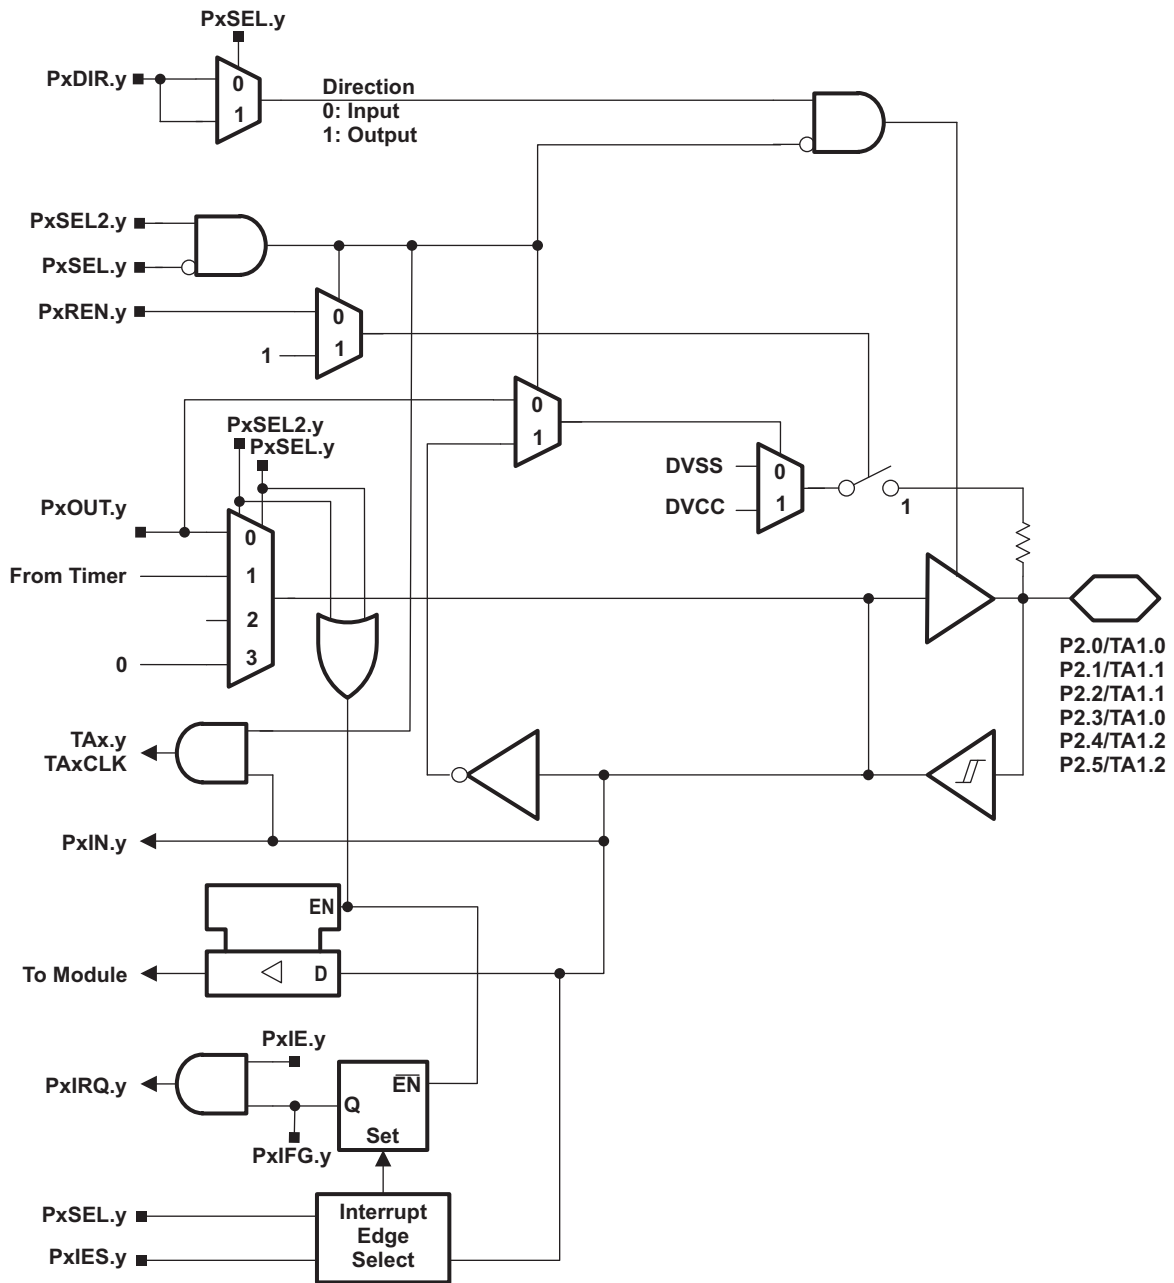 PxSEL.y
PxDIR.y
0
1
Direction
0: Input
1: Output
PxSEL2.y
PxSEL.y
PxREN.y
0
1
1
0
1
PxSEL2.y
PxSEL.y
DVSS
DVCC
0
1
1
PxOUT.y
From Timer
0
0
1
2
3
P2.0/TA1.0
P2.1/TA1.1
P2.2/TA1.1
P2.3/TA1.0
P2.4/TA1.2
P2.5/TA1.2
TAx.y
TAxCLK
PxIN.y
EN
To Module
D
PxIE.y
PxIRQ.y
EN
Q
Set
PxIFG.y
PxSEL.y
PxIES.y
Interrupt
Edge
Select